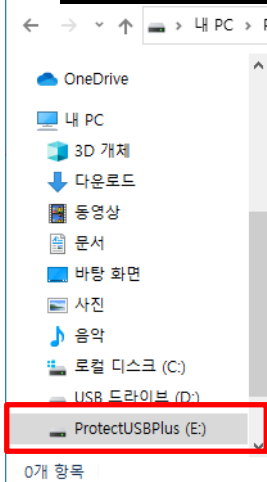 내 PC
OneDrive
내 PC
3D 개체
다운로드
동영상
문서
바탕 화면
사진
음악
로컬 디스크 (C:)
USB 드라이브 (D:)
ProtectUSBPlus (E:)
0개 항목